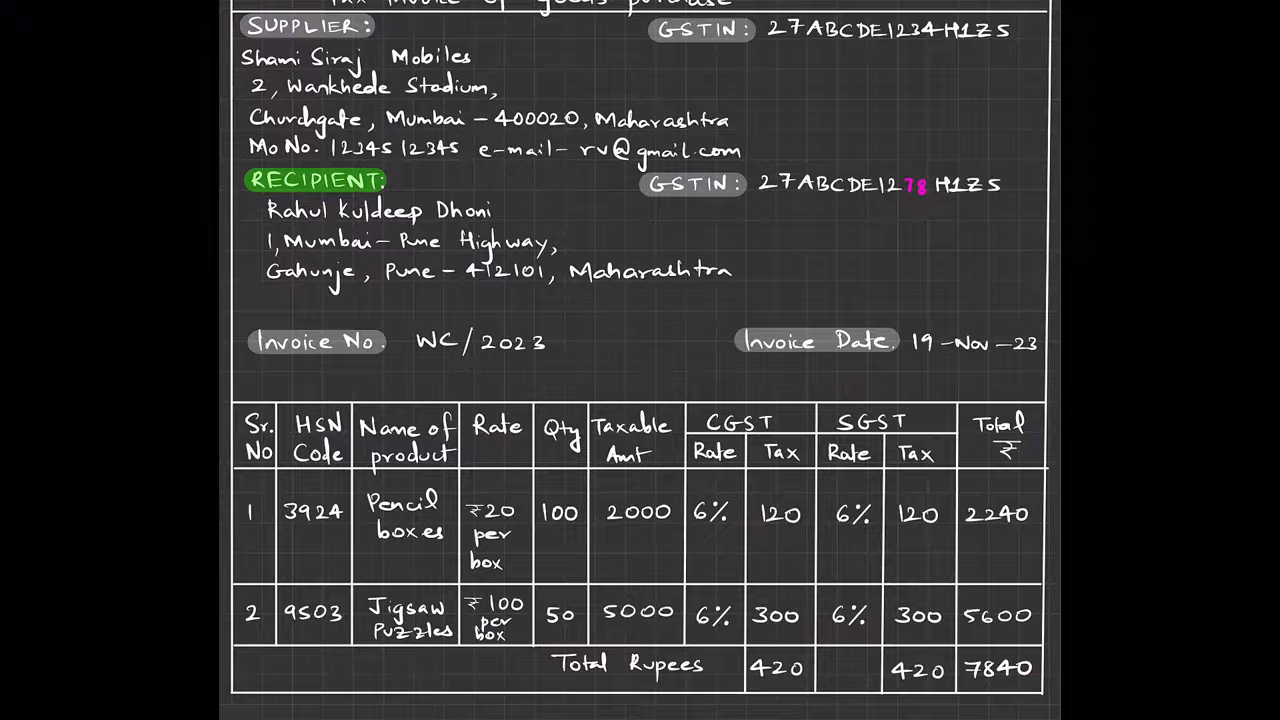 Tax invoice of goods purchase
SUPPLIER: GSTIN: 27ABCDE1234H1Z5
Shami Siraj Mobiles
2, Wankhede Stadium,
Churchgate, Mumbai - 400020, Maharashtra
Mo No. 12345 12345 e-mail- rv@gmail.com
RECIPIENT: GSTIN: 27ABCDE1278H1Z5
Rahul Kuldeep Dhoni
1, Mumbai - Pune Highway,
Gahunje, Pune - 412101, Maharashtra
Invoice No. WC/2023 Invoice Date. 19-Nov-23
Sr. No HSN Code Name of product Rate Qty Taxable Amt CGST Rate Tax SGST Rate Tax Total ₹
1 3924 Pencil boxes ₹20 per box 100 2000 6% 120 6% 120 2240
2 9503 Jigsaw Puzzles ₹100 per box 50 5000 6% 300 6% 300 5600
Total Rupees 420 420 7840